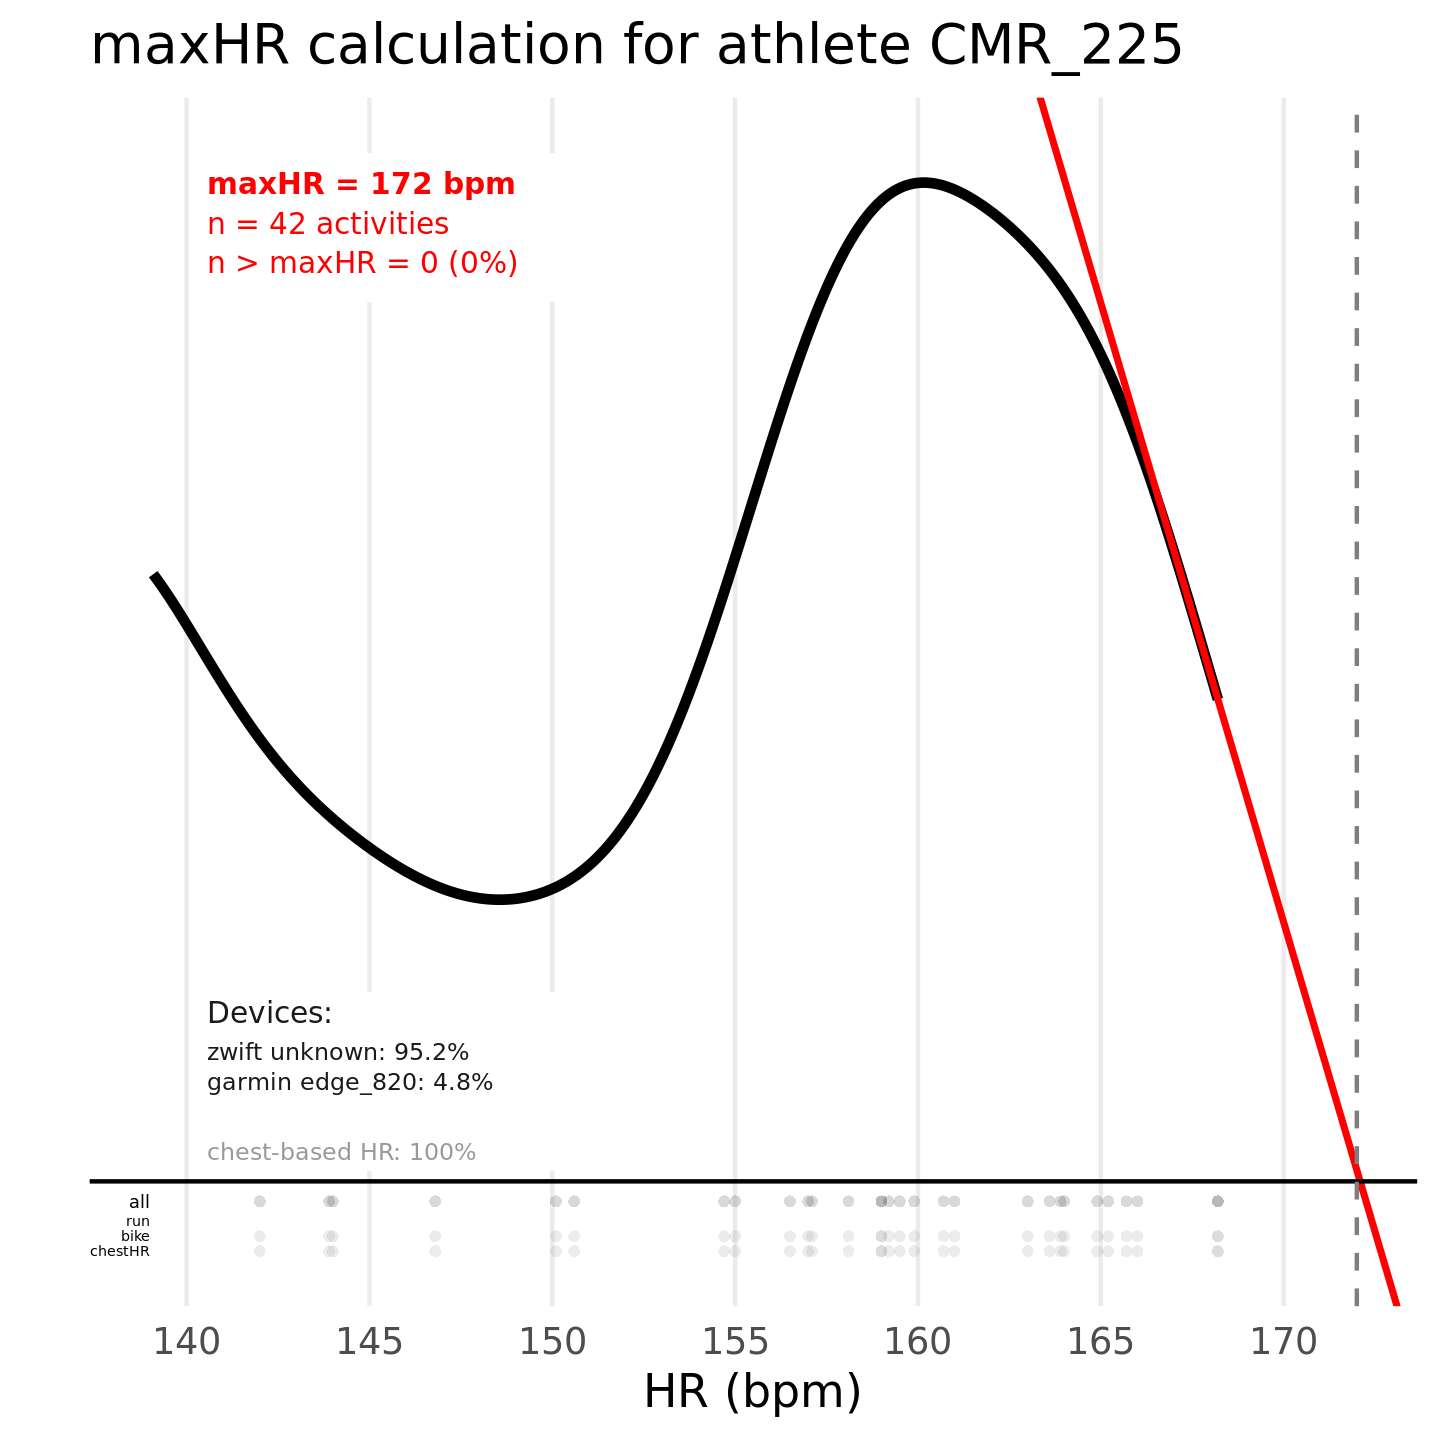 maxHR calculation for athlete CMR_225
maxHR = 172 bpm
n = 42 activities
n > maxHR = 0 (0%)
Devices:
zwift unknown: 95.2%
garmin edge_820: 4.8%
chest-based HR: 100%
all
run
bike
chestHR
140 145 150 155 160 165 170
HR (bpm)